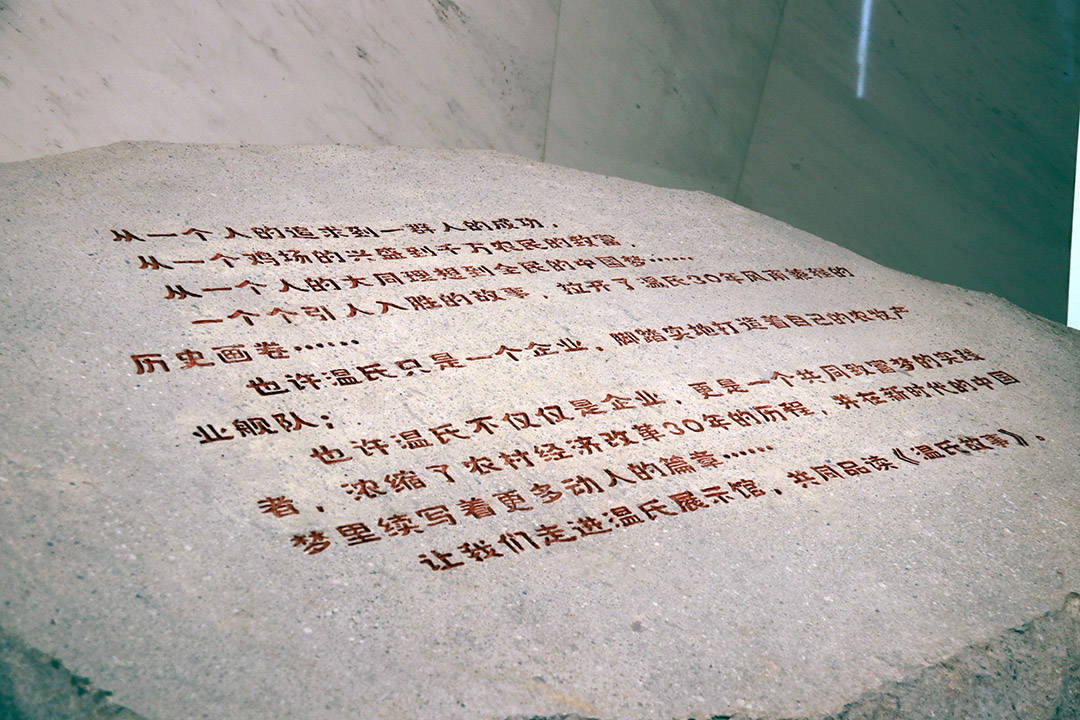 从一个人的追求到一群人的成功，
从一个鸡场的兴盛到千万农民的致富，
从一个人的大同理想到全民的中国梦……
一个个引人入胜的故事，拉开了温氏30年风雨兼程的
历史画卷……
也许温氏只是一个企业，脚踏实地打造着自己的农牧产
业舰队；
也许温氏不仅仅是企业，更是一个共同致富梦的实践
者，浓缩了农村经济改革30年的历程，并在新时代的中国
梦里续写着更多动人的篇章……
让我们走进温氏展示馆，共同品读《温氏故事》。